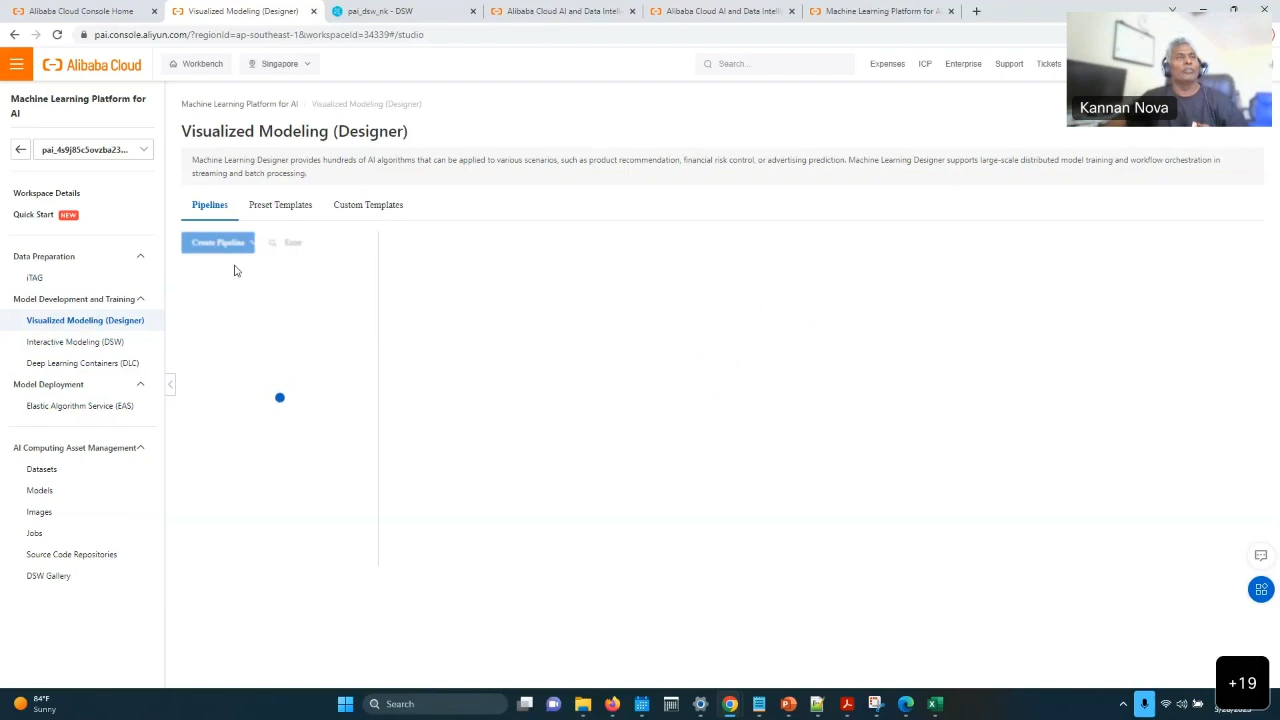 Alibaba Cloud Console Home
Visualized Modeling (Designer)
pai_dsw_nk - DSW
Alibaba Cloud AI and Data Intelli
Alibaba Cloud AI and Data Intelli
Machine Learning Platform for A
pai.console.aliyun.com/?regionId=ap-southeast-1&workspaceId=34339#/studio
Alibaba Cloud
Workbench
Singapore
Search...
Expenses
ICP
Enterprise
Support
Tickets
Kannan Nova
Machine Learning Platform for
AI
pai_4s9j85c5ovzba23...
Workspace Details
Quick Start NEW
Data Preparation
iTAG
Model Development and Training
Visualized Modeling (Designer)
Interactive Modeling (DSW)
Deep Learning Containers (DLC)
Model Deployment
Elastic Algorithm Service (EAS)
AI Computing Asset Management
Datasets
Models
Images
Jobs
Source Code Repositories
DSW Gallery
Machine Learning Platform for AI / Visualized Modeling (Designer)
Visualized Modeling (Designer)
Machine Learning Designer provides hundreds of AI algorithms that can be applied to various scenarios, such as product recommendation, financial risk control, or advertising prediction. Machine Learning Designer supports large-scale distributed model training and workflow orchestration in
streaming and batch processing.
Pipelines
Preset Templates
Custom Templates
Create Pipeline
+19
84°F
Sunny
Search